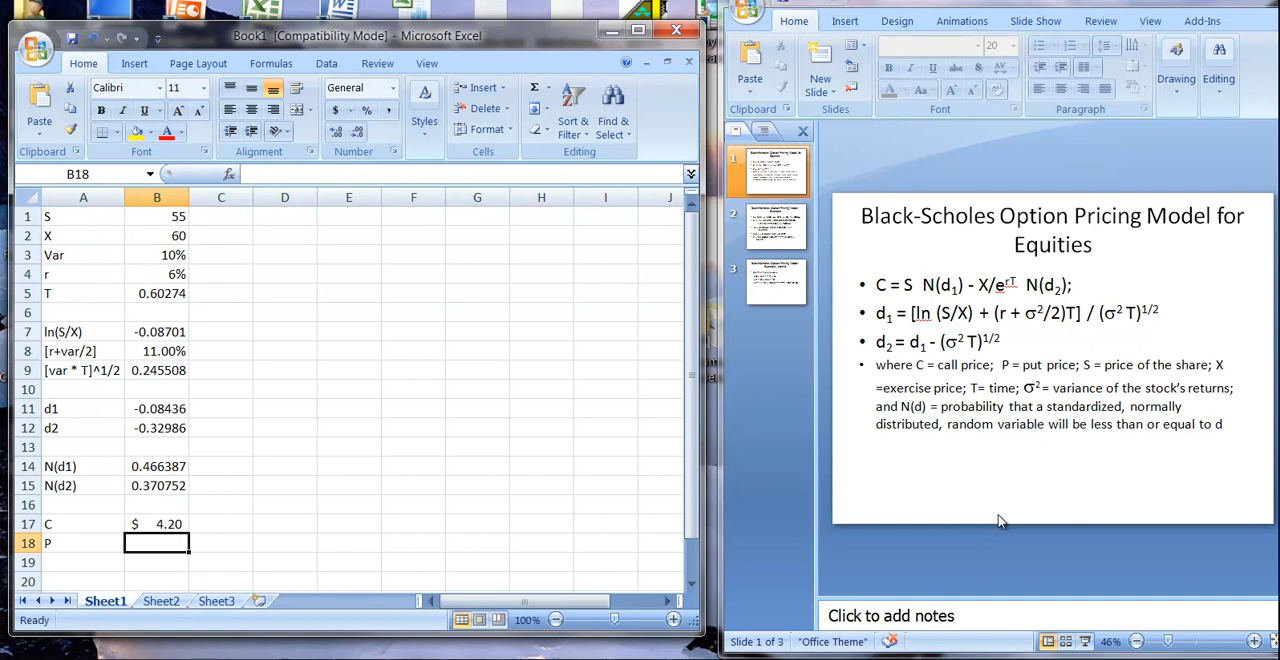 Book1 [Compatibility Mode] - Microsoft Excel
Home Insert Page Layout Formulas Data Review View
Paste
Calibri 11
B I U A A
Clipboard
Font
Alignment
General
$ % ,
Number
Styles
Insert
Delete
Format
Cells
Σ
Sort & Filter
Find & Select
Editing
fx
A B C D E F G H I J
1 S 55
2 X 60
3 Var 10%
4 r 6%
5 T 0.60274
6
7 ln(S/X) -0.08701
8 [r+var/2] 11.00%
9 [var * T]^1/2 0.245508
10
11 d1 -0.08436
12 d2 -0.32986
13
14 N(d1) 0.466387
15 N(d2) 0.370752
16
17 C $ 4.20
18 P
19
20
Sheet1 Sheet2 Sheet3
Ready 100%
Home Insert Design Animations Slide Show Review View Add-Ins
Paste
Clipboard
New Slide
Slides
20
B I U abc S AV
A Aa A A
Font
Paragraph
Drawing
Editing
1
2
3
Black-Scholes Option Pricing Model for
Equities
• C = S N(d1) - X/e^rT N(d2);
• d1 = [ln (S/X) + (r + σ²/2)T] / (σ² T)^1/2
• d2 = d1 - (σ² T)^1/2
• where C = call price; P = put price; S = price of the share; X
=exercise price; T= time; σ²= variance of the stock's returns;
and N(d) = probability that a standardized, normally
distributed, random variable will be less than or equal to d
Click to add notes
Slide 1 of 3 "Office Theme" 46%